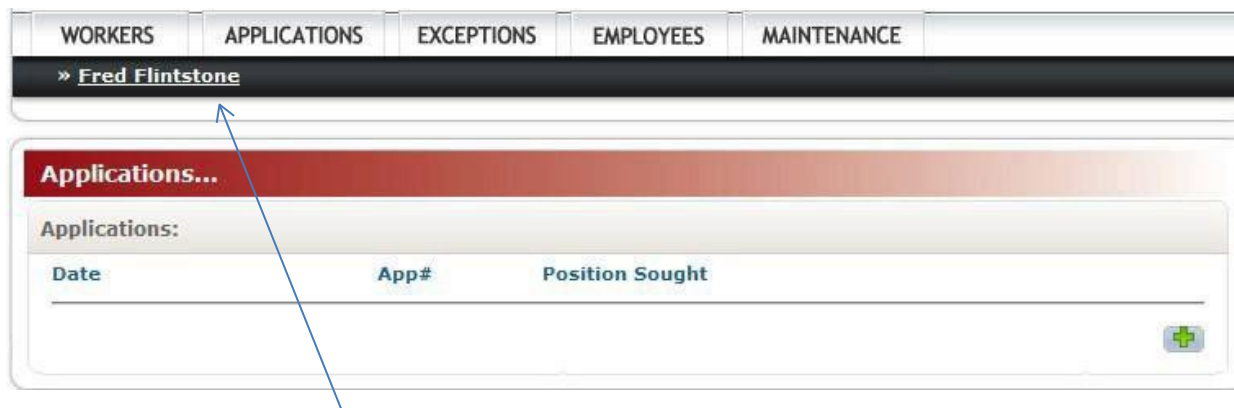 WORKERS APPLICATIONS EXCEPTIONS EMPLOYEES MAINTENANCE
» Fred Flintstone
Applications...
Applications:
Date App# Position Sought